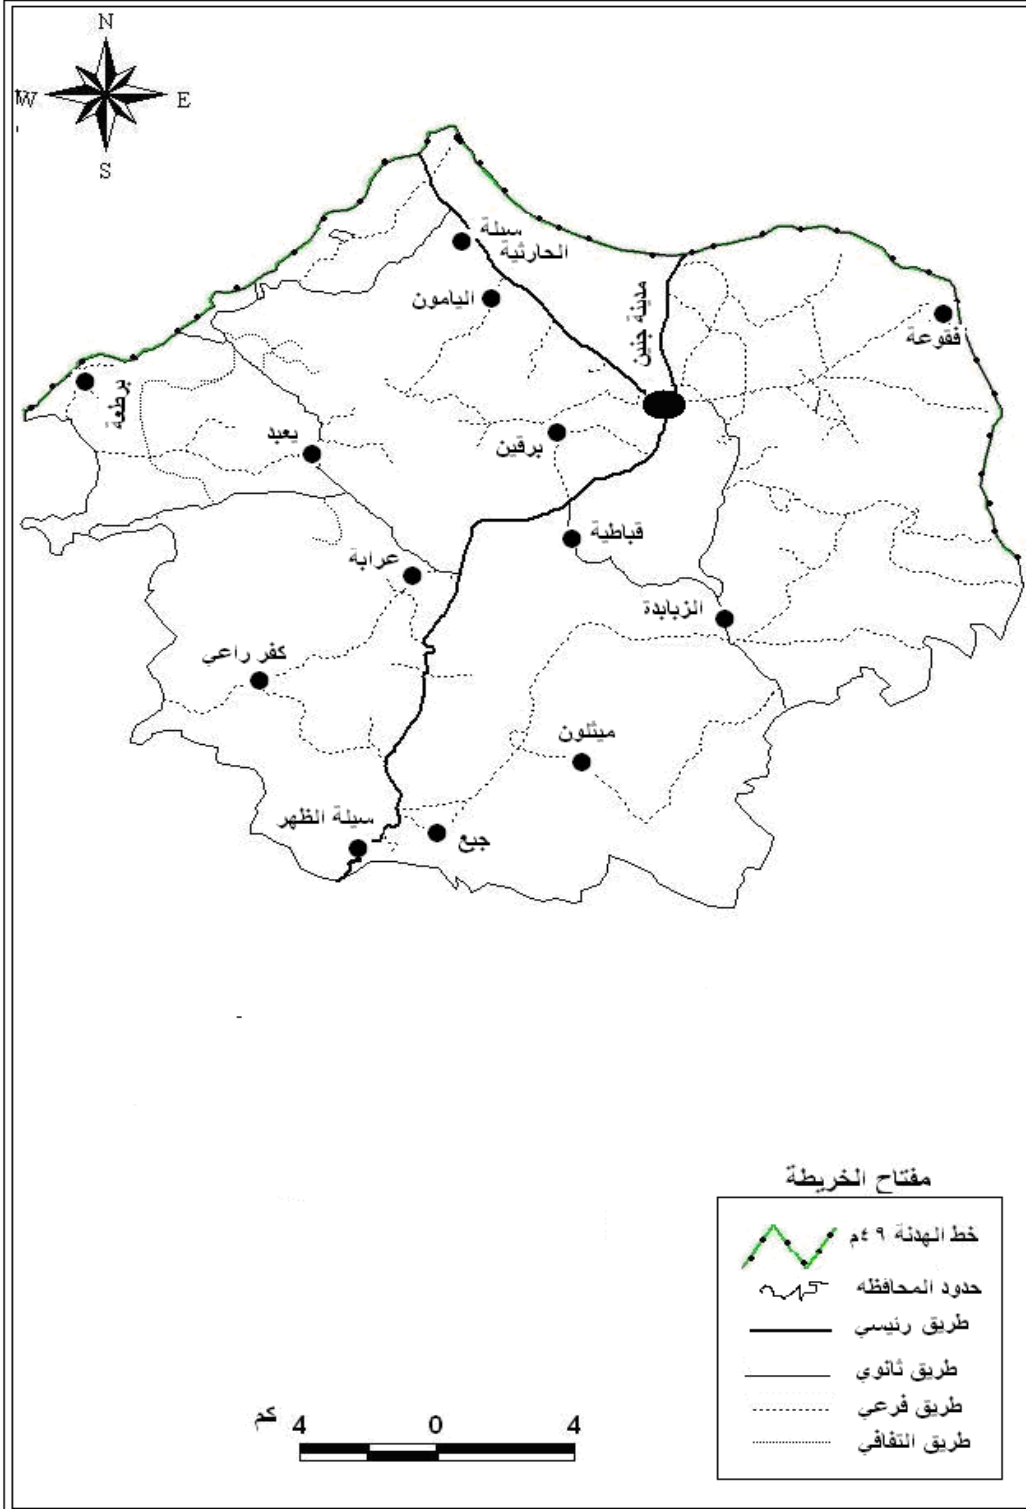 N
W
E
S
سيلة
الحارثية
اليامون
مدينة جنين
فقوعة
برطعة
يعبد
برقين
قباطية
عرابة
الزبابدة
كفر راعي
ميثلون
سيلة الظهر
جبع
مفتاح الخريطة
خط الهدنة ٤٩م
حدود المحافظه
طريق رئيسي
طريق ثانوي
طريق فرعي
طريق التفافي
كم 4 0 4